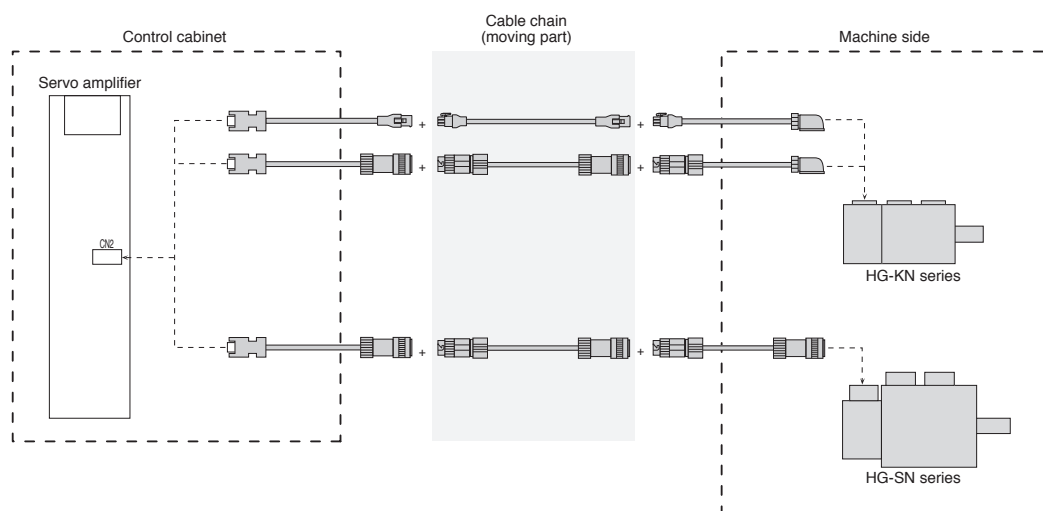 Control cabinet
Cable chain
(moving part)
Machine side
Servo amplifier
+
+
+
+
CN2
HG-KN series
+
+
HG-SN series